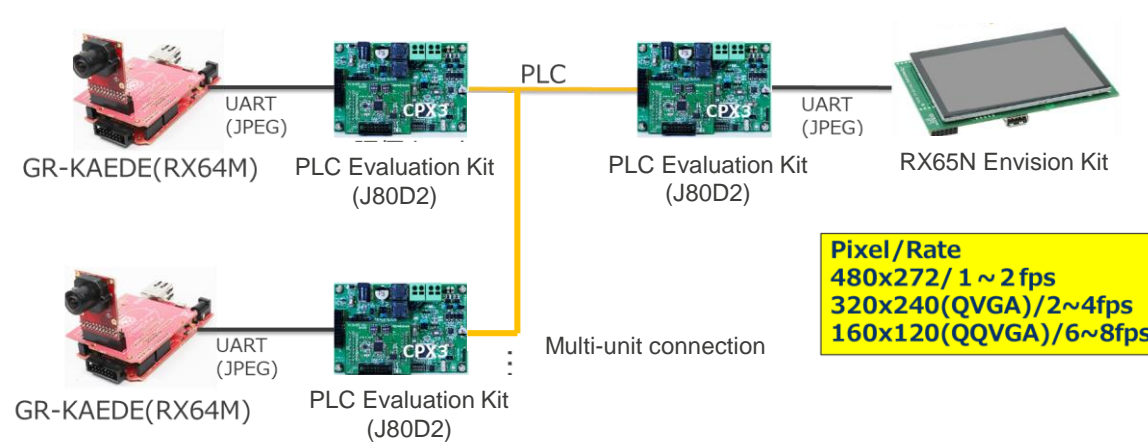 UART
(JPEG)
GR-KAEDE(RX64M)
CPX3
PLC Evaluation Kit
(J80D2)
PLC
CPX3
PLC Evaluation Kit
(J80D2)
UART
(JPEG)
RX65N Envision Kit
Pixel/Rate
480x272/1~2fps
320x240(QVGA)/2~4fps
160x120(QQVGA)/6~8fps
UART
(JPEG)
GR-KAEDE(RX64M)
CPX3
PLC Evaluation Kit
(J80D2)
Multi-unit connection